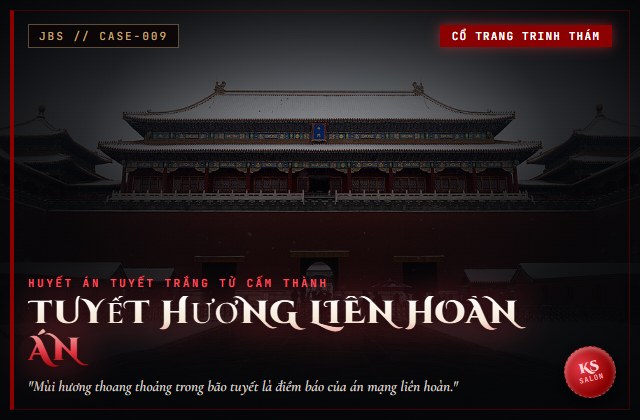 JBS // CASE-009
CỔ TRANG TRINH THÁM
HUYẾT ÁN TUYẾT TRẮNG TỬ CẤM THÀNH
TUYẾT HƯƠNG LIÊN HOÀN
ÁN
"Mùi hương thoang thoảng trong bão tuyết là điềm báo của án mạng liên hoàn."
KS
SALON